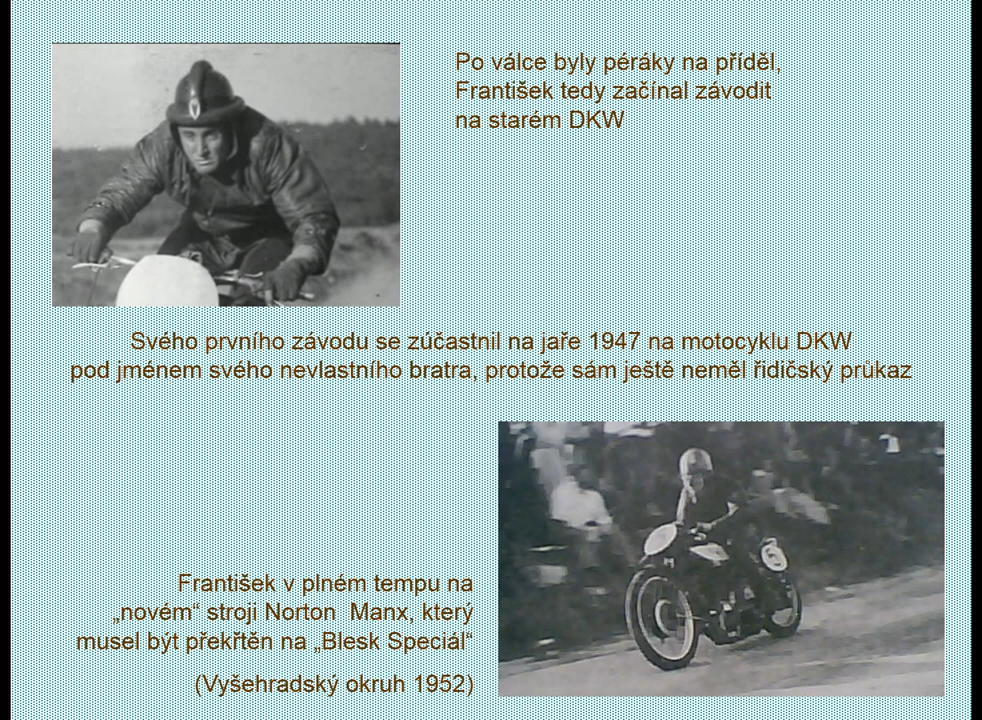 Po válce byly péráky na příděl,
František tedy začínal závodit
na starém DKW
Svého prvního závodu se zúčastnil na jaře 1947 na motocyklu DKW
pod jménem svého nevlastního bratra, protože sám ještě neměl řidičský průkaz
František v plném tempu na
„novém“ stroji Norton  Manx, který
musel být překřtěn na „Blesk Speciál“
(Vyšehradský okruh 1952)